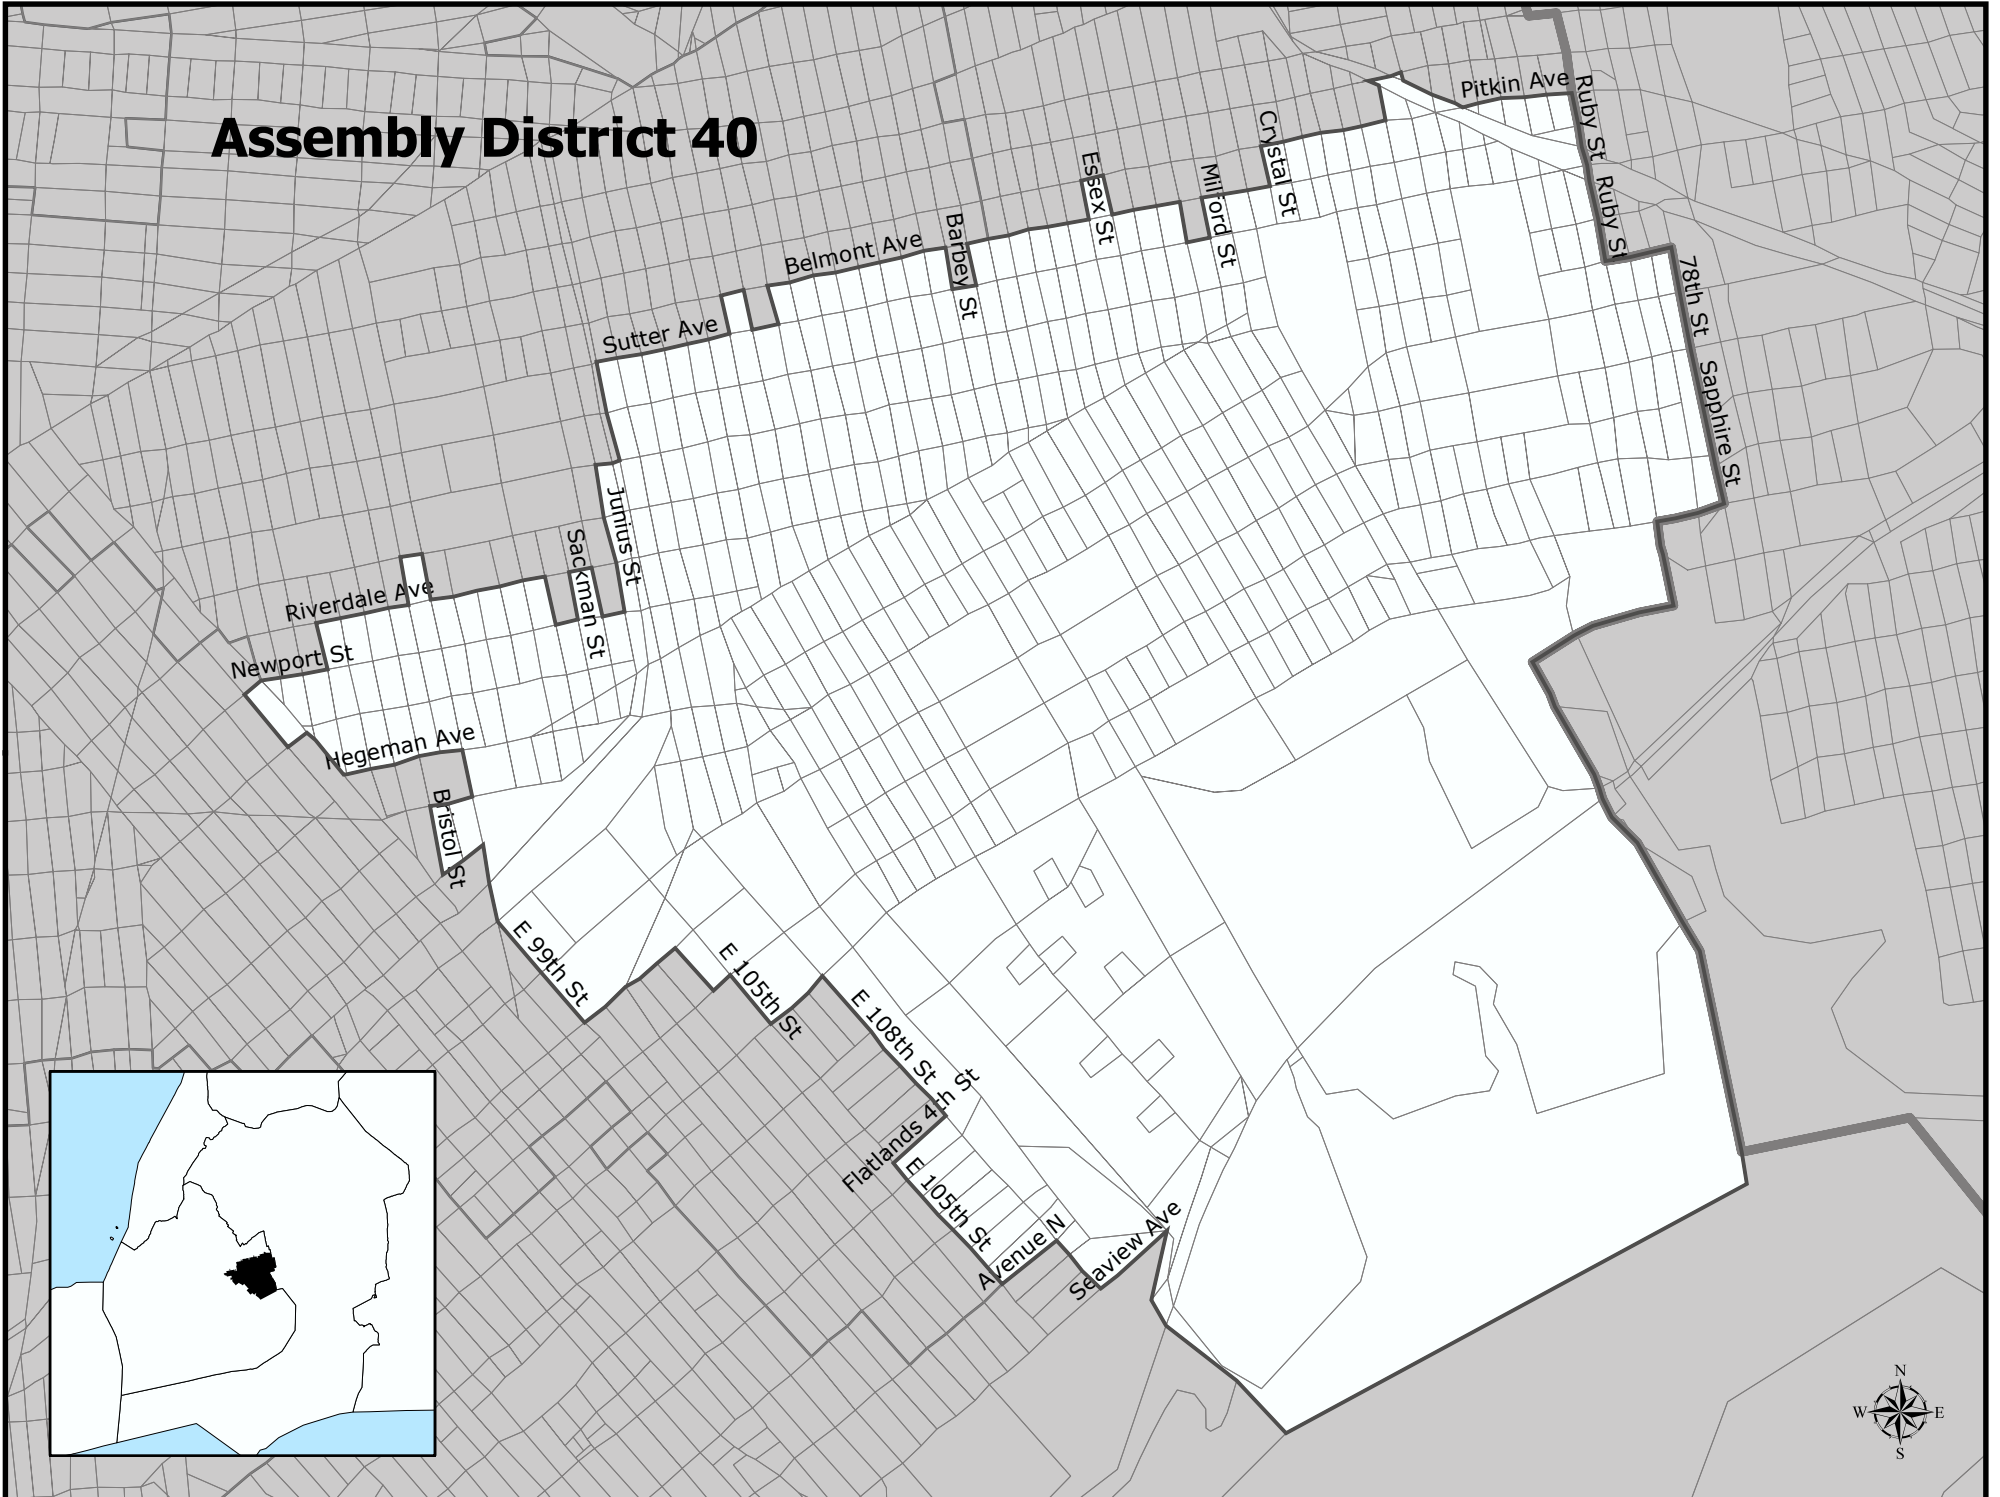 Assembly District 40
Pitkin Ave
Ruby St
Ruby St
Crystal St
Essex St
Milford St
Barbey St
Belmont Ave
Sutter Ave
78th St
Sapphire St
Junius St
Sackman St
Riverdale Ave
Newport St
Hegeman Ave
Bristol St
E 99th St
E 105th St
E 108th St
Flatlands 4th St
E 105th St
Avenue N
Seaview Ave
N
W E
S